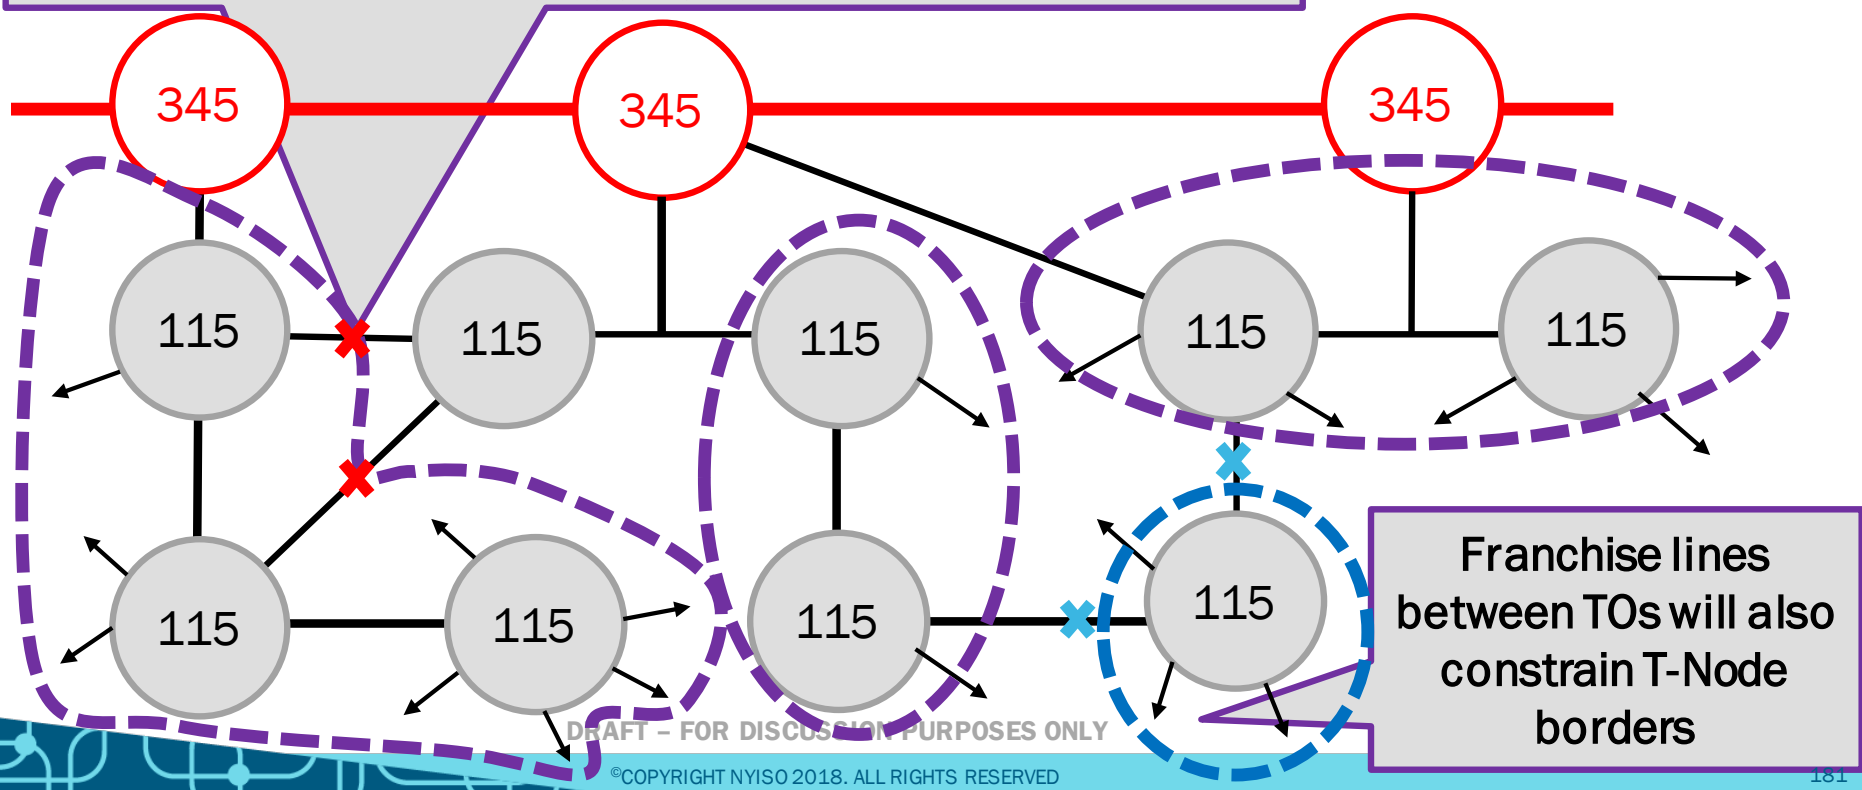 345
345
345
115
115
115
115
115
115
115
115
115
Franchise lines
between TOs will also
constrain T-Node
borders
DRAFT – FOR DISCUSSION PURPOSES ONLY
©COPYRIGHT NYISO 2018. ALL RIGHTS RESERVED
181